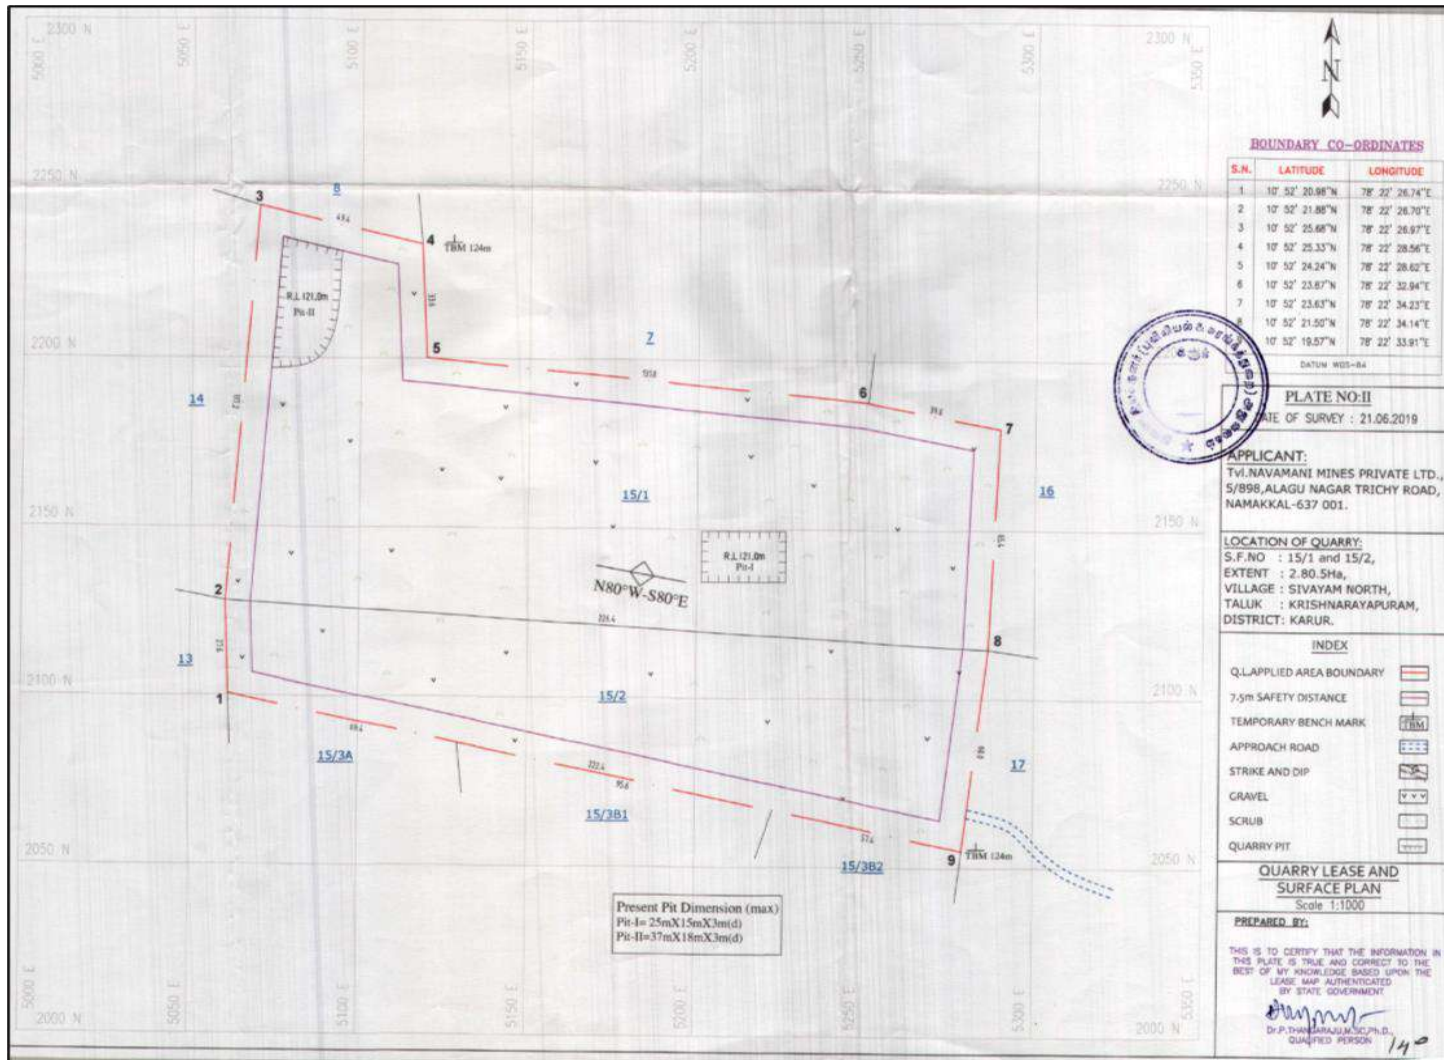 2300 N
5000 E
5050 E
5100 E
5150 E
5200 E
5250 E
5300 E
2300 N
5350 E
N
BOUNDARY CO-ORDINATES
S.N. LATITUDE LONGITUDE
1 10° 52' 20.98"N 78° 22' 26.74"E
2 10° 52' 21.88"N 78° 22' 26.70"E
3 10° 52' 25.68"N 78° 22' 26.97"E
4 10° 52' 25.33"N 78° 22' 28.56"E
5 10° 52' 24.24"N 78° 22' 28.62"E
6 10° 52' 23.87"N 78° 22' 32.94"E
7 10° 52' 23.63"N 78° 22' 34.23"E
8 10° 52' 21.50"N 78° 22' 34.14"E
10° 52' 19.57"N 78° 22' 33.91"E
DATUM WGS-84
PLATE NO:II
ATE OF SURVEY : 21.06.2019
APPLICANT:
Tvl.NAVAMANI MINES PRIVATE LTD.,
5/898,ALAGU NAGAR TRICHY ROAD,
NAMAKKAL-637 001.
LOCATION OF QUARRY:
S.F.NO : 15/1 and 15/2,
EXTENT : 2.80.5Ha,
VILLAGE : SIVAYAM NORTH,
TALUK : KRISHNARAYAPURAM,
DISTRICT: KARUR.
INDEX
Q.L.APPLIED AREA BOUNDARY
7.5m SAFETY DISTANCE
TEMPORARY BENCH MARK TBM
APPROACH ROAD
STRIKE AND DIP
GRAVEL
SCRUB
QUARRY PIT
QUARRY LEASE AND
SURFACE PLAN
Scale 1:1000
PREPARED BY:
THIS IS TO CERTIFY THAT THE INFORMATION IN
THIS PLATE IS TRUE AND CORRECT TO THE
BEST OF MY KNOWLEDGE BASED UPON THE
LEASE MAP AUTHENTICATED
BY STATE GOVERNMENT
Dr.P.THANGARAJU,M.SC.,Ph.D.,
QUALIFIED PERSON
2250 N
2250 N
3
8
4
TBM 124m
R.L.121.0m
Pit-II
5
7
2200 N
6
7
14
15/1
16
2150 N
2150 N
R.L.121.0m
Pit-I
N80°W-S80°E
2
226.4
8
13
2100 N
2100 N
1
15/2
15/3A
222.4
95.6
17
15/3B1
15/3B2
9
TBM 124m
2050 N
2050 N
Present Pit Dimension (max)
Pit-I= 25mX15mX3m(d)
Pit-II=37mX18mX3m(d)
5000 E
5050 E
5100 E
5150 E
5200 E
5250 E
5300 E
5350 E
2000 N
2000 N